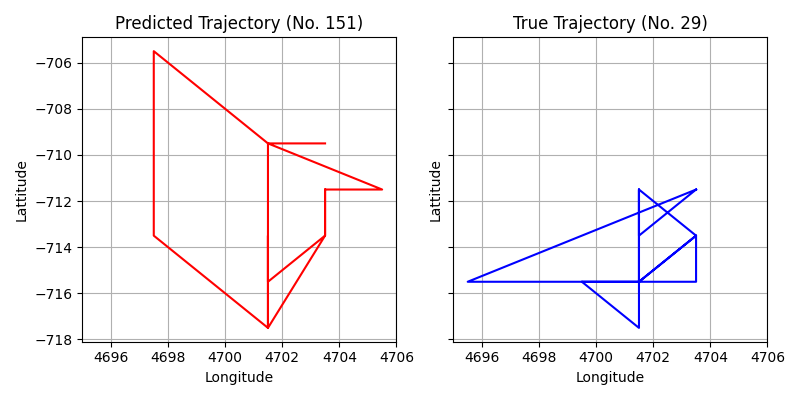 Predicted Trajectory (No. 151)
True Trajectory (No. 29)
−706
−708
−710
−712
−714
−716
−718
Lattitude
Lattitude
4696 4698 4700 4702 4704 4706
4696 4698 4700 4702 4704 4706
Longitude
Longitude